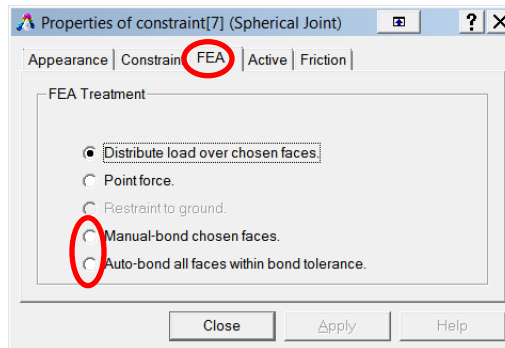 Properties of constraint[7] (Spherical Joint)
Appearance Constrain FEA Active Friction
FEA Treatment
Distribute load over chosen faces.
Point force.
Restraint to ground.
Manual-bond chosen faces.
Auto-bond all faces within bond tolerance.
Close Apply Help